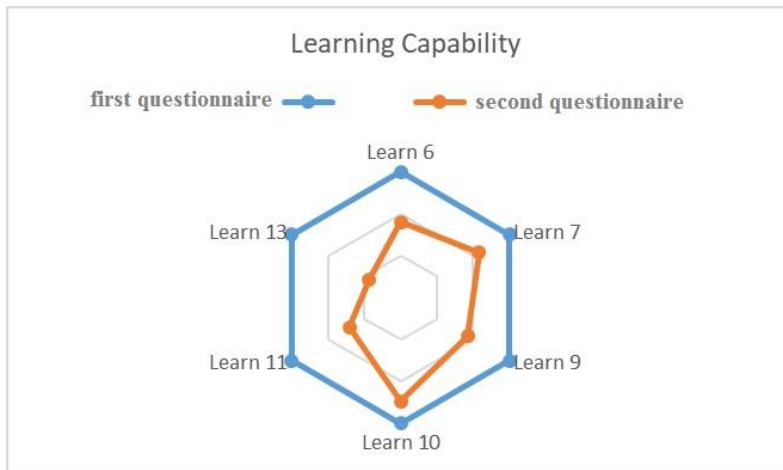 Learning Capability
first questionnaire
second questionnaire
Learn 6
Learn 13
Learn 7
Learn 11
Learn 9
Learn 10